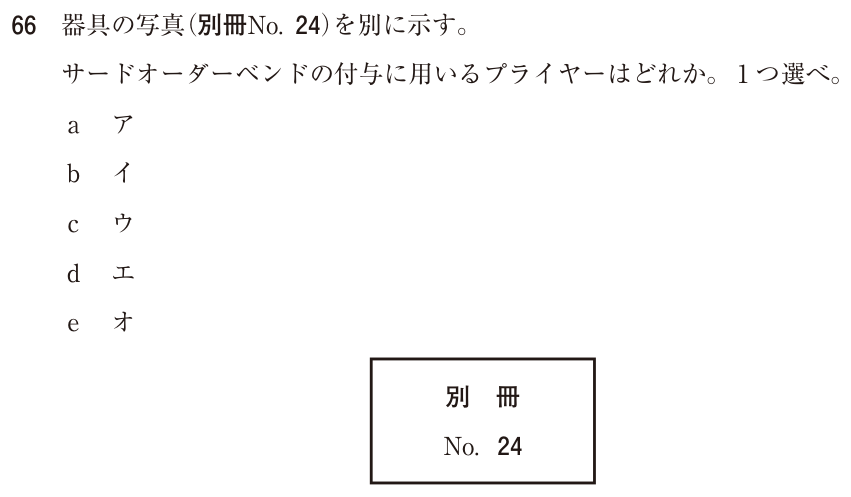 66 器具の写真(別冊No. 24)を別に示す。
サードオーダーベンドの付与に用いるプライヤーはどれか。1つ選べ。
a ア
b イ
c ウ
d エ
e オ
別 冊
No. 24